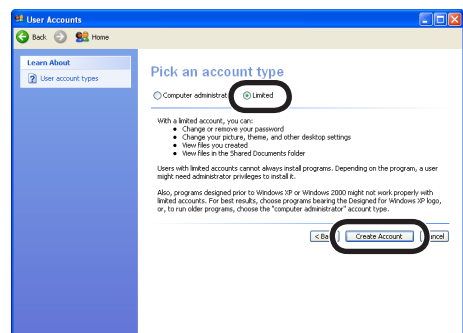 User Accounts
Back Home
Learn About
User account types
Pick an account type
Computer administrat Limited
With a limited account, you can:
• Change or remove your password
• Change your picture, theme, and other desktop settings
• View files you created
• View files in the Shared Documents folder
Users with limited accounts cannot always install programs. Depending on the program, a user
might need administrator privileges to install it.
Also, programs designed prior to Windows XP or Windows 2000 might not work properly with
limited accounts. For best results, choose programs bearing the Designed for Windows XP logo,
or, to run older programs, choose the "computer administrator" account type.
< Ba Create Account ncel